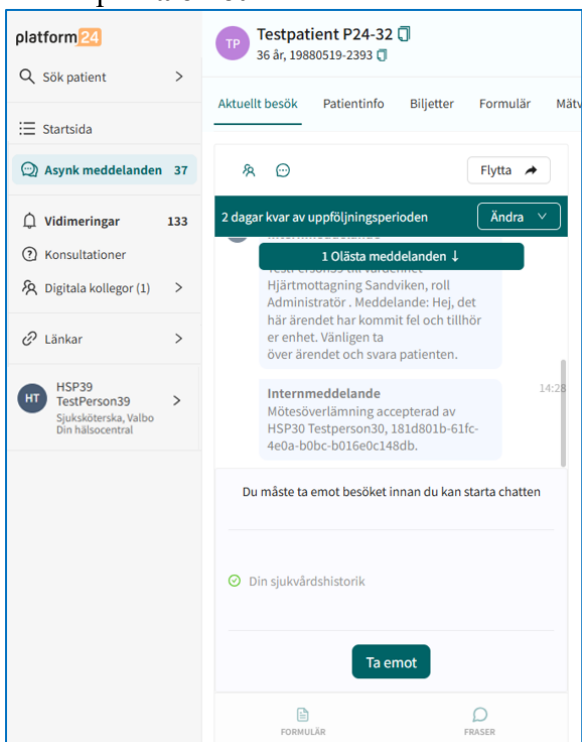 platform24
Sök patient
Startsida
Asynk meddelanden 37
Vidimeringar 133
Konsultationer
Digitala kollegor (1)
Länkar
HT
HSP39
TestPerson39
Sjuksköterska, Valbo
Din hälsocentral
TP
Testpatient P24-32
36 år, 19880519-2393
Aktuellt besök Patientinfo Biljetter Formulär Mätv
Flytta
2 dagar kvar av uppföljningsperioden Ändra
Internmeddelande
1 Olästa meddelanden ↓
TestPerson39 till vårdenhet
Hjärtmottagning Sandviken, roll
Administratör . Meddelande: Hej, det
här ärendet har kommit fel och tillhör
er enhet. Vänligen ta
över ärendet och svara patienten.
14:28
Internmeddelande
Mötesöverlämning accepterad av
HSP30 Testperson30, 181d801b-61fc-
4e0a-b0bc-b016e0c148db.
Du måste ta emot besöket innan du kan starta chatten
Din sjukvårdshistorik
Ta emot
FORMULÄR FRASER